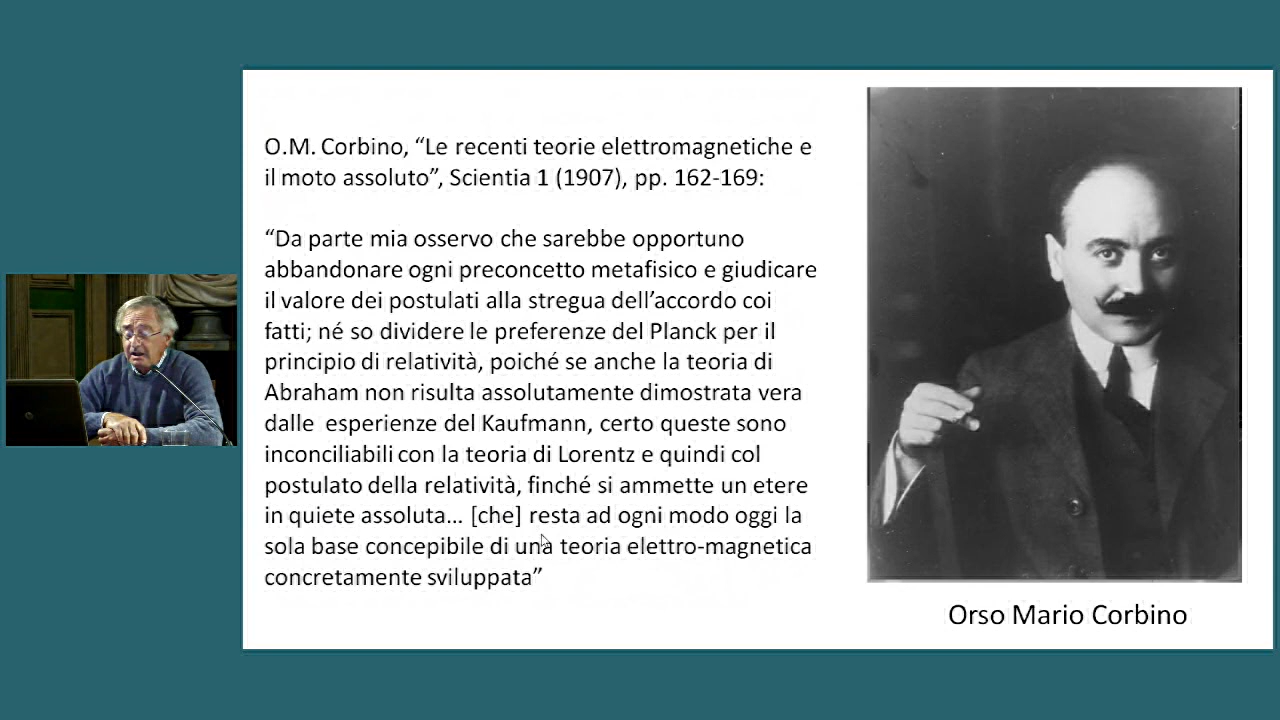 O.M. Corbino, “Le recenti teorie elettromagnetiche e
il moto assoluto”, Scientia 1 (1907), pp. 162-169:
“Da parte mia osservo che sarebbe opportuno
abbandonare ogni preconcetto metafisico e giudicare
il valore dei postulati alla stregua dell’accordo coi
fatti; né so dividere le preferenze del Planck per il
principio di relatività, poiché se anche la teoria di
Abraham non risulta assolutamente dimostrata vera
dalle esperienze del Kaufmann, certo queste sono
inconciliabili con la teoria di Lorentz e quindi col
postulato della relatività, finché si ammette un etere
in quiete assoluta... [che] resta ad ogni modo oggi la
sola base concepibile di una teoria elettro-magnetica
concretamente sviluppata”
Orso Mario Corbino